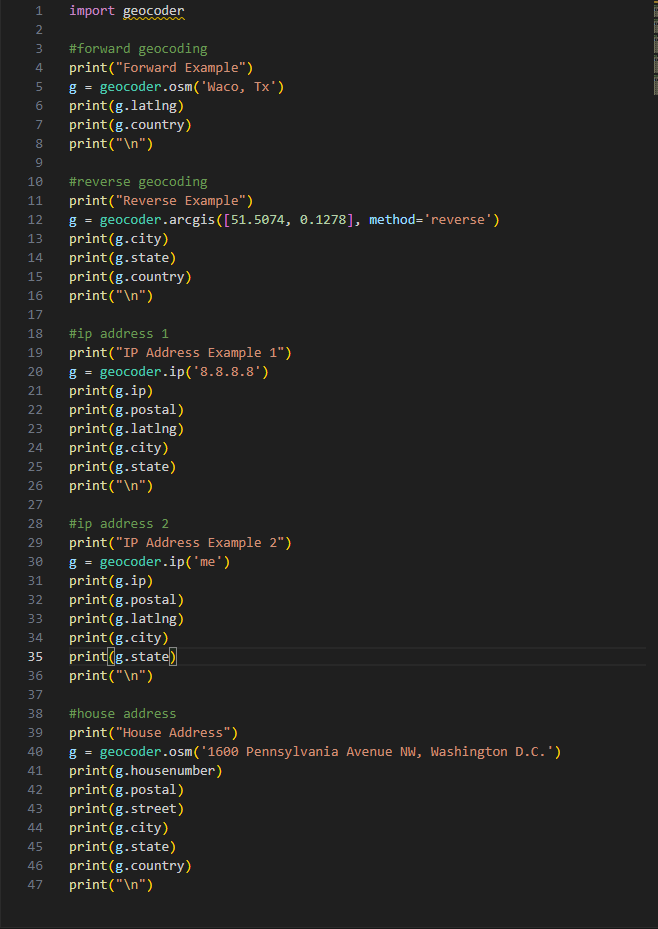 1 import geocoder
2
3 #forward geocoding
4 print("Forward Example")
5 g = geocoder.osm('Waco, Tx')
6 print(g.latlng)
7 print(g.country)
8 print("\n")
9
10 #reverse geocoding
11 print("Reverse Example")
12 g = geocoder.arcgis([51.5074, 0.1278], method='reverse')
13 print(g.city)
14 print(g.state)
15 print(g.country)
16 print("\n")
17
18 #ip address 1
19 print("IP Address Example 1")
20 g = geocoder.ip('8.8.8.8')
21 print(g.ip)
22 print(g.postal)
23 print(g.latlng)
24 print(g.city)
25 print(g.state)
26 print("\n")
27
28 #ip address 2
29 print("IP Address Example 2")
30 g = geocoder.ip('me')
31 print(g.ip)
32 print(g.postal)
33 print(g.latlng)
34 print(g.city)
35 print(g.state)
36 print("\n")
37
38 #house address
39 print("House Address")
40 g = geocoder.osm('1600 Pennsylvania Avenue NW, Washington D.C.')
41 print(g.housenumber)
42 print(g.postal)
43 print(g.street)
44 print(g.city)
45 print(g.state)
46 print(g.country)
47 print("\n")